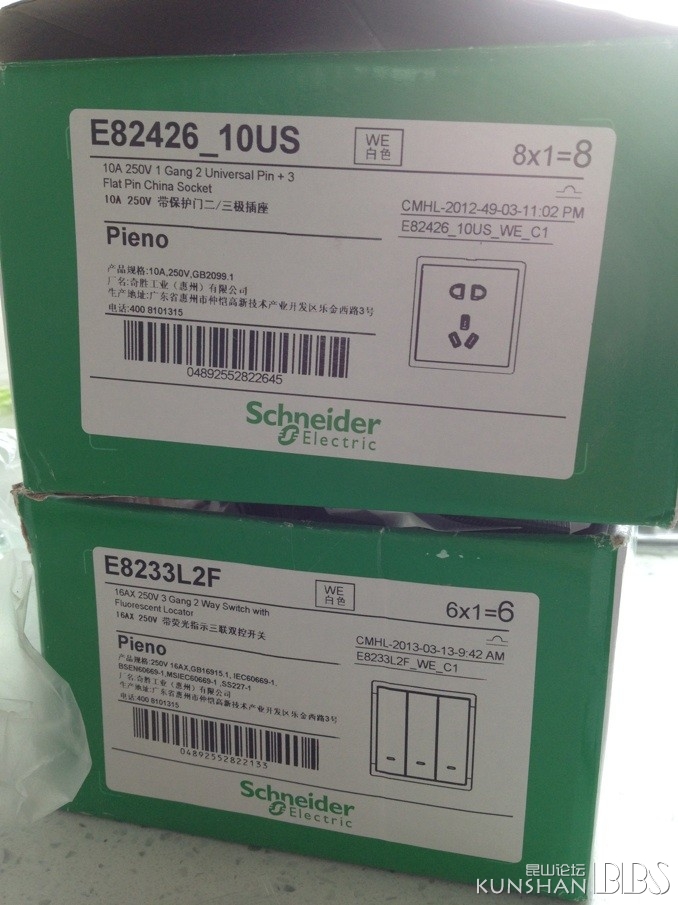 E82426_10US
WE
白色
8x1=8
10A 250V 1 Gang 2 Universal Pin + 3
Flat Pin China Socket
10A 250V 带保护门二/三极插座
CMHL-2012-49-03-11:02 PM
E82426_10US_WE_C1
Pieno
产品规格:10A,250V,GB2099.1
厂名:奇胜工业（惠州）有限公司
生产地址:广东省惠州市仲恺高新技术产业开发区乐金西路3号
电话:400 8101315
04892552822645
Schneider
Electric
E8233L2F
WE
白色
6x1=6
16AX 250V 3 Gang 2 Way Switch with
Fluorescent Locator
16AX 250V 带荧光指示三联双控开关
CMHL-2013-03-13-9:42 AM
E8233L2F_WE_C1
Pieno
产品规格:250V 16AX,GB16915.1, IEC60669-1,
BSEN60669-1,MSIEC60669-1 ,SS227-1
厂名:奇胜工业（惠州）有限公司
生产地址:广东省惠州市仲恺高新技术产业开发区乐金西路3号
电话:400 8101315
04892552822133
Schneider
Electric
昆山论坛
KUNSHAN BBS